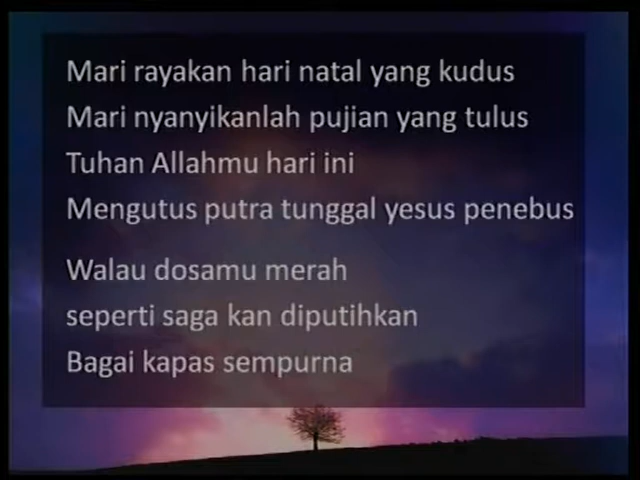 Mari rayakan hari natal yang kudus
Mari nyanyikanlah pujian yang tulus
Tuhan Allahmu hari ini
Mengutus putra tunggal yesus penebus
Walau dosamu merah
seperti saga kan diputihkan
Bagai kapas sempurna